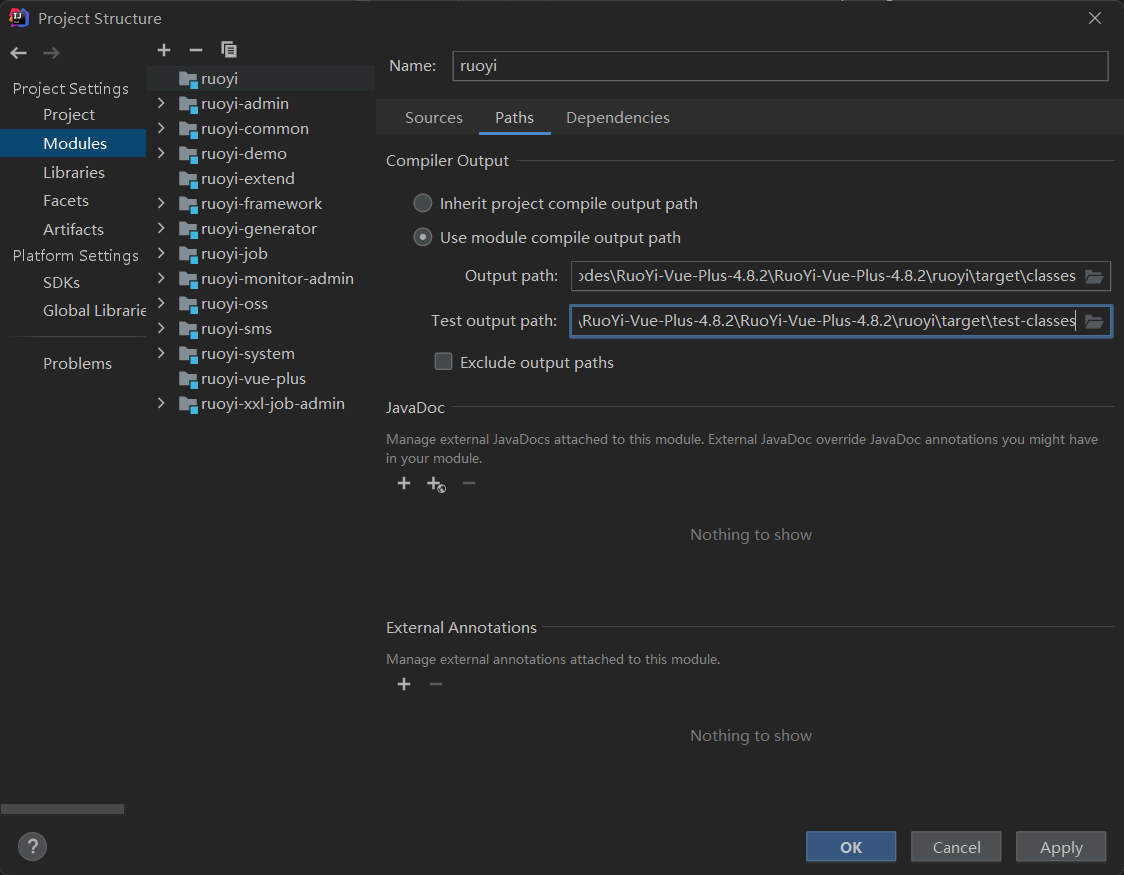 Project Structure
Project Settings
Project
Modules
Libraries
Facets
Artifacts
Platform Settings
SDKs
Global Librarie
Problems
ruoyi
ruoyi-admin
ruoyi-common
ruoyi-demo
ruoyi-extend
ruoyi-framework
ruoyi-generator
ruoyi-job
ruoyi-monitor-admin
ruoyi-oss
ruoyi-sms
ruoyi-system
ruoyi-vue-plus
ruoyi-xxl-job-admin
Name: ruoyi
Sources Paths Dependencies
Compiler Output
Inherit project compile output path
Use module compile output path
Output path: odes\RuoYi-Vue-Plus-4.8.2\RuoYi-Vue-Plus-4.8.2\ruoyi\target\classes
Test output path: \RuoYi-Vue-Plus-4.8.2\RuoYi-Vue-Plus-4.8.2\ruoyi\target\test-classes
Exclude output paths
JavaDoc
Manage external JavaDocs attached to this module. External JavaDoc override JavaDoc annotations you might have
in your module.
Nothing to show
External Annotations
Manage external annotations attached to this module.
Nothing to show
? OK Cancel Apply